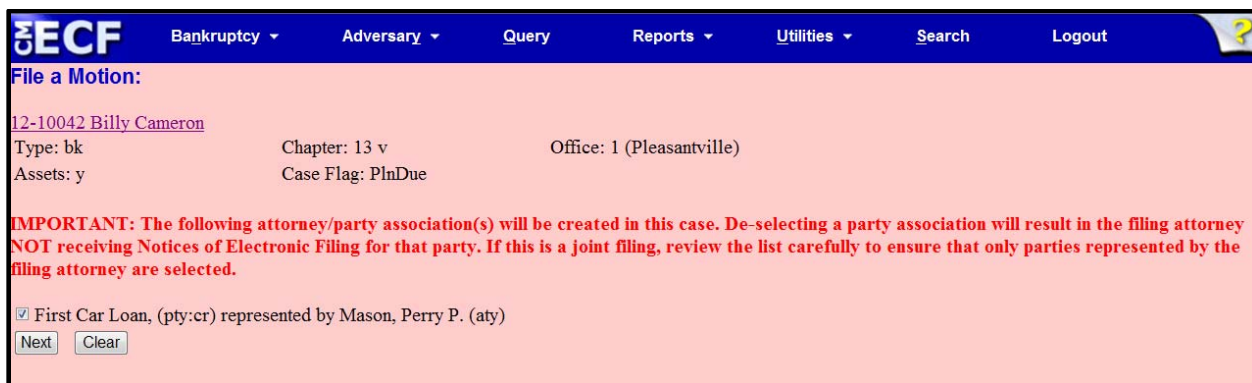 CM ECF Bankruptcy Adversary Query Reports Utilities Search Logout ?
File a Motion:
12-10042 Billy Cameron
Type: bk Chapter: 13 v Office: 1 (Pleasantville)
Assets: y Case Flag: PlnDue
IMPORTANT: The following attorney/party association(s) will be created in this case. De-selecting a party association will result in the filing attorney
NOT receiving Notices of Electronic Filing for that party. If this is a joint filing, review the list carefully to ensure that only parties represented by the
filing attorney are selected.
First Car Loan, (pty:cr) represented by Mason, Perry P. (aty)
Next Clear